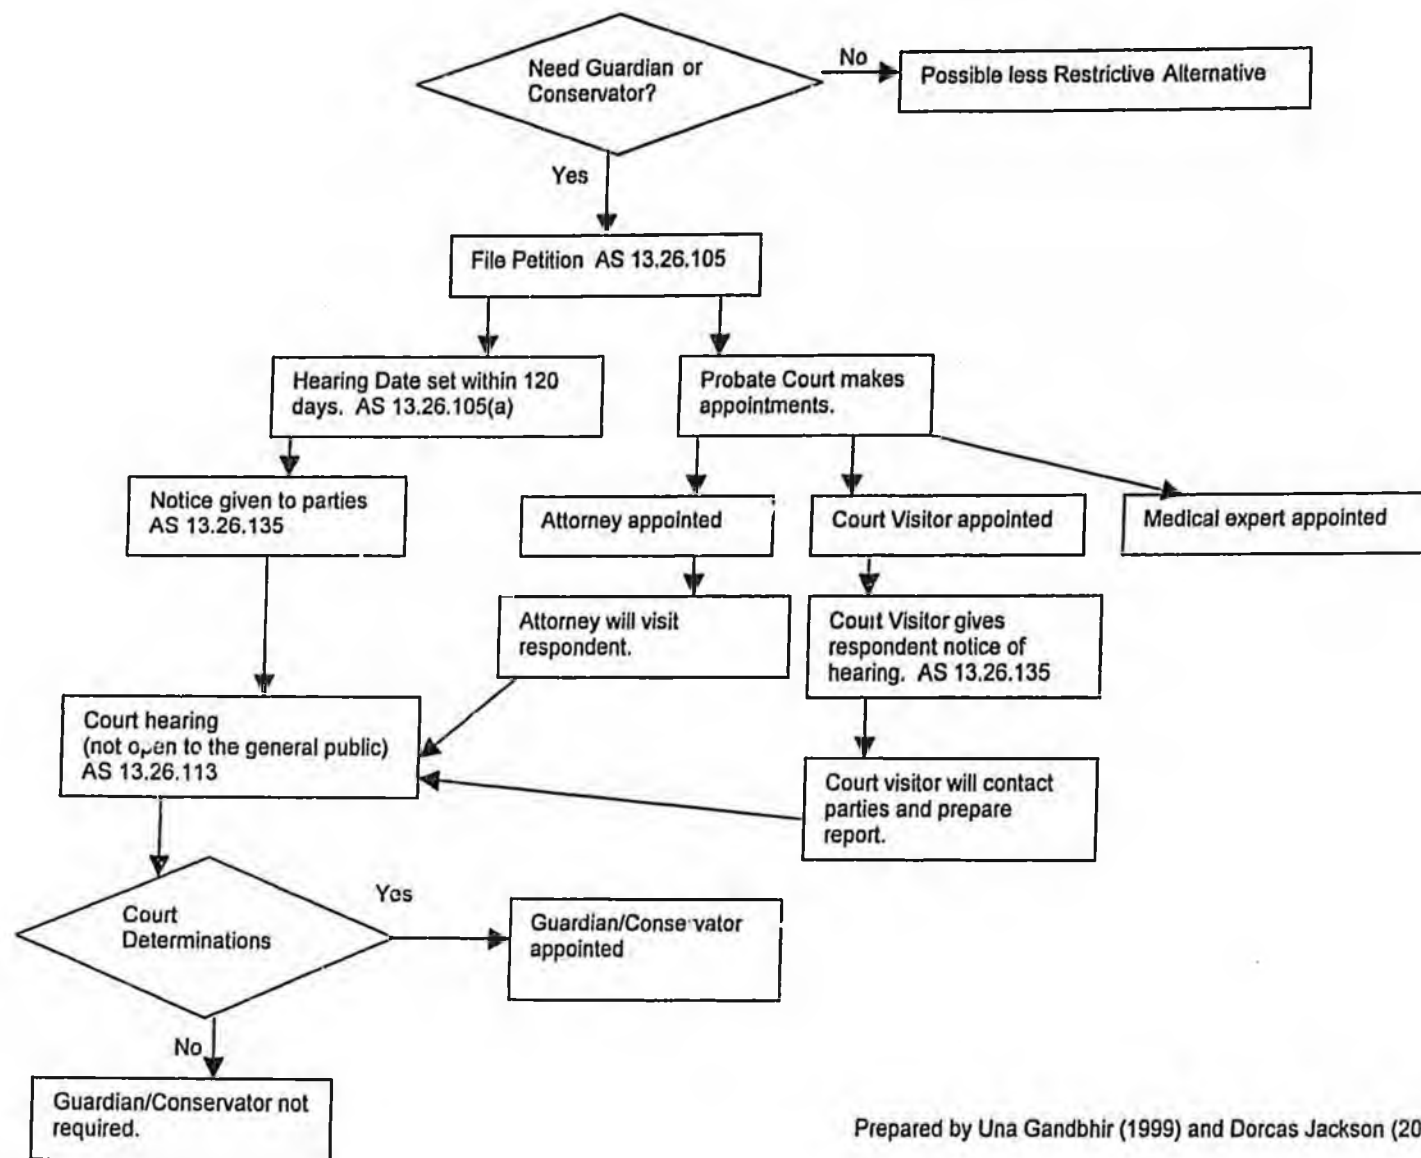 Need Guardian or
Conservator?
No
Possible less Restrictive Alternative
Yes
File Petition AS 13.26.105
Hearing Date set within 120
days. AS 13.26.105(a)
Probate Court makes
appointments.
Notice given to parties
AS 13.26.135
Attorney appointed
Court Visitor appointed
Medical expert appointed
Attorney will visit
respondent.
Court Visitor gives
respondent notice of
hearing. AS 13.26.135
Court hearing
(not open to the general public)
AS 13.26.113
Court visitor will contact
parties and prepare
report.
Court
Determinations
Yes
Guardian/Conservator
appointed
No
Guardian/Conservator not
required.
Prepared by Una Gandbhir (1999) and Dorcas Jackson (20